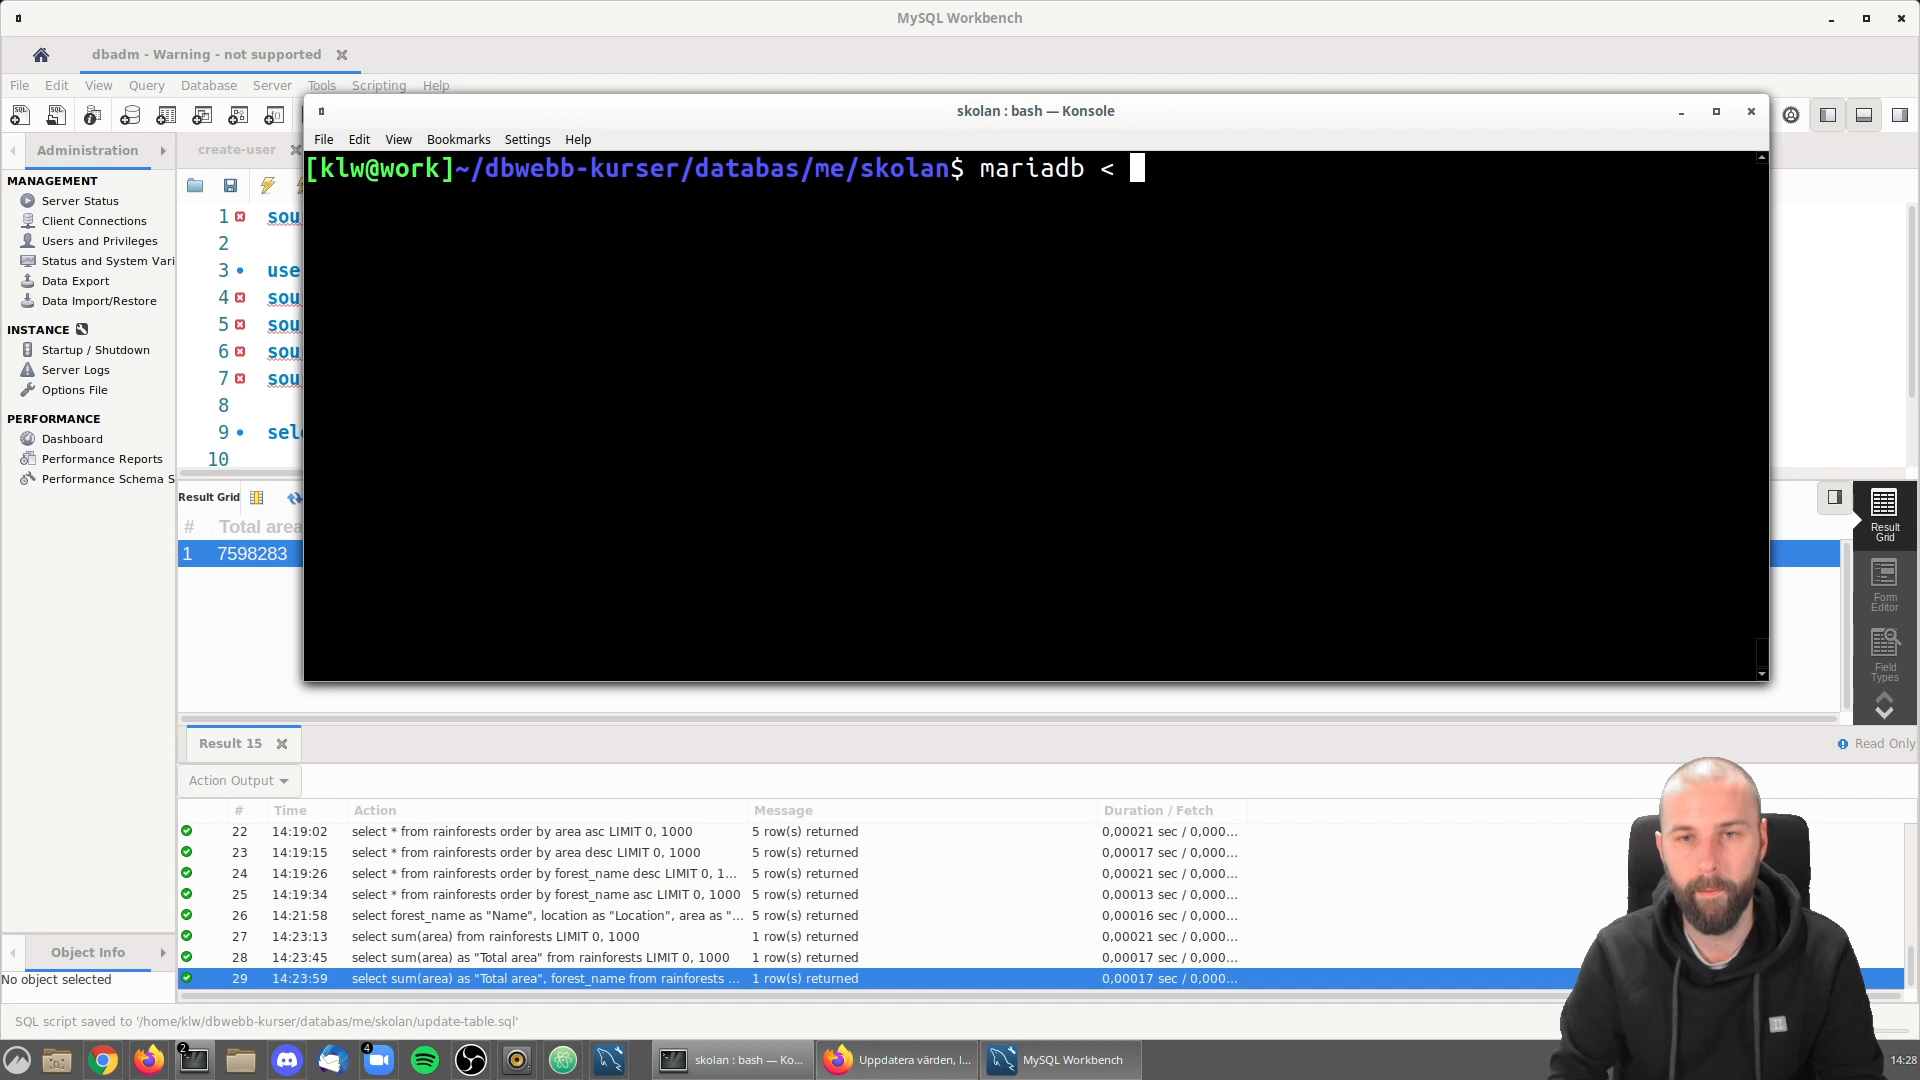 MySQL Workbench
dbadm - Warning - not supported
File Edit View Query Database Server Tools Scripting Help
skolan : bash — Konsole
File Edit View Bookmarks Settings Help
[klw@work]~/dbwebb-kurser/databas/me/skolan$ mariadb <
Administration
create-user
MANAGEMENT
Server Status
Client Connections
Users and Privileges
Status and System Vari
Data Export
Data Import/Restore
INSTANCE
Startup / Shutdown
Server Logs
Options File
PERFORMANCE
Dashboard
Performance Reports
Performance Schema S
1 sou
2
3 use
4 sou
5 sou
6 sou
7 sou
8
9 sele
10
Result Grid
# Total area
1 7598283
Result Grid
Form Editor
Field Types
Result 15
Read Only
Action Output
# Time Action Message Duration / Fetch
22 14:19:02 select * from rainforests order by area asc LIMIT 0, 1000 5 row(s) returned 0,00021 sec / 0,000...
23 14:19:15 select * from rainforests order by area desc LIMIT 0, 1000 5 row(s) returned 0,00017 sec / 0,000...
24 14:19:26 select * from rainforests order by forest_name desc LIMIT 0, 1... 5 row(s) returned 0,00021 sec / 0,000...
25 14:19:34 select * from rainforests order by forest_name asc LIMIT 0, 1000 5 row(s) returned 0,00013 sec / 0,000...
26 14:21:58 select forest_name as "Name", location as "Location", area as "... 5 row(s) returned 0,00016 sec / 0,000...
27 14:23:13 select sum(area) from rainforests LIMIT 0, 1000 1 row(s) returned 0,00021 sec / 0,000...
28 14:23:45 select sum(area) as "Total area" from rainforests LIMIT 0, 1000 1 row(s) returned 0,00017 sec / 0,000...
29 14:23:59 select sum(area) as "Total area", forest_name from rainforests ... 1 row(s) returned 0,00017 sec / 0,000...
Object Info
No object selected
SQL script saved to '/home/klw/dbwebb-kurser/databas/me/skolan/update-table.sql'
2
4
skolan : bash — Ko...
Uppdatera värden, l...
MySQL Workbench
14:28